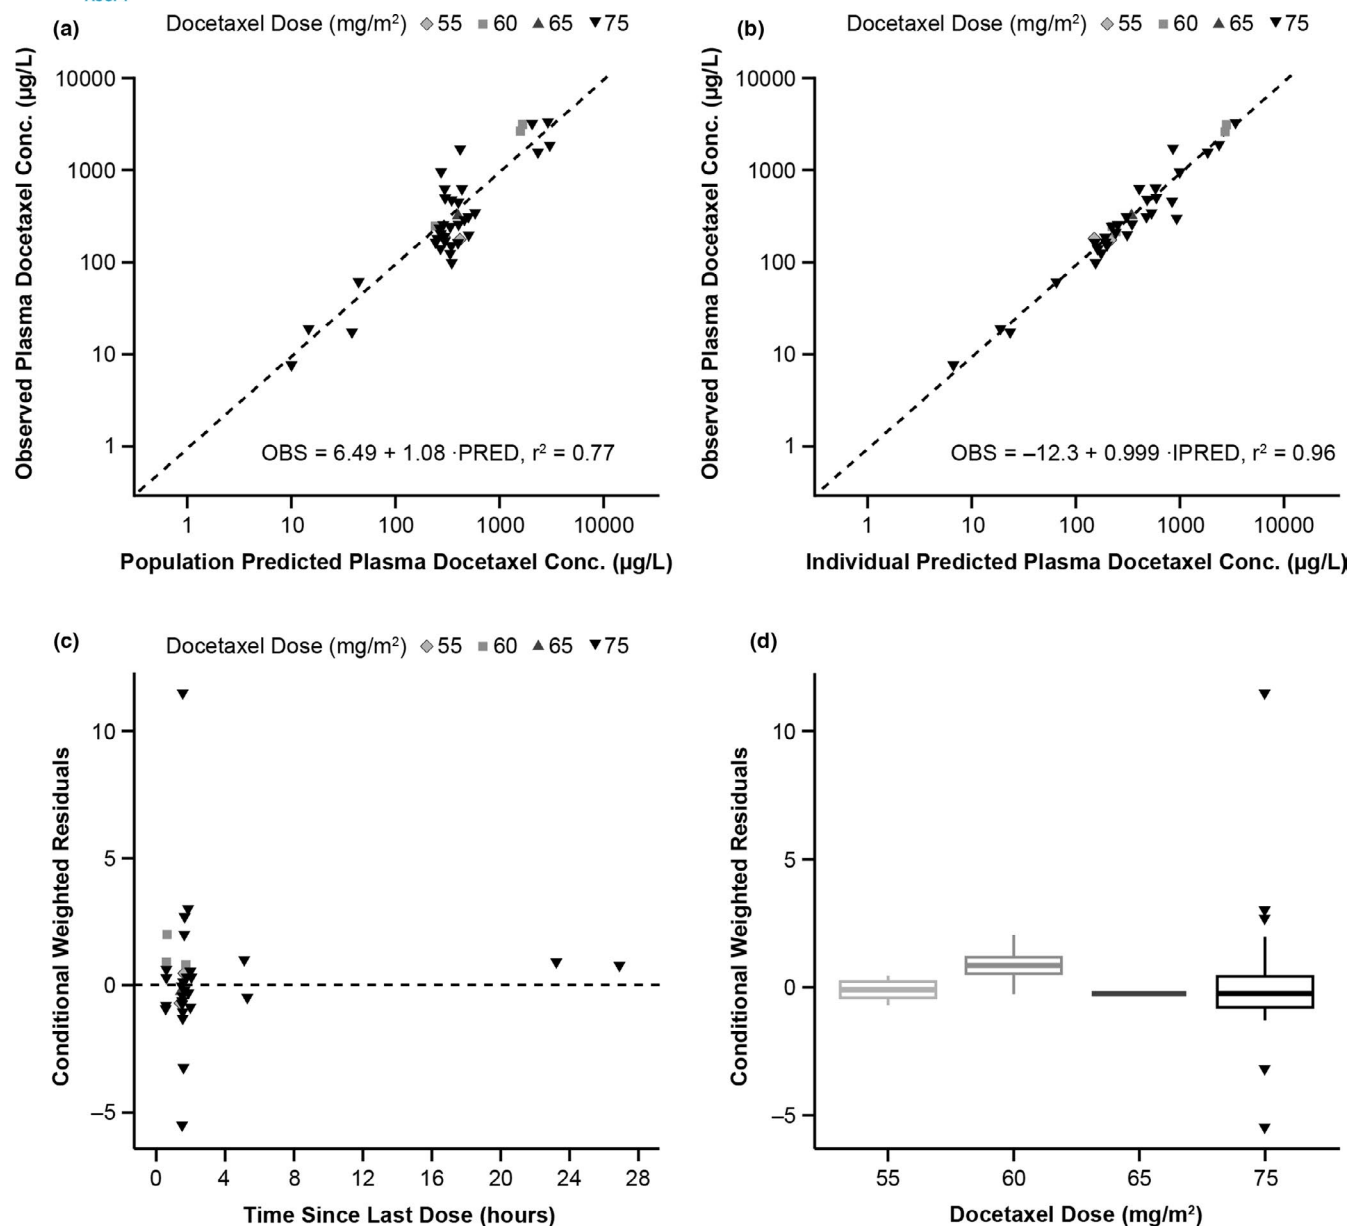 (a) Docetaxel Dose (mg/m²) 55 60 65 75
Observed Plasma Docetaxel Conc. (µg/L)
10000
1000
100
10
1
OBS = 6.49 + 1.08 ·PRED, r² = 0.77
1 10 100 1000 10000
Population Predicted Plasma Docetaxel Conc. (µg/L)
(b) Docetaxel Dose (mg/m²) 55 60 65 75
Observed Plasma Docetaxel Conc. (µg/L)
10000
1000
100
10
1
OBS = –12.3 + 0.999 ·IPRED, r² = 0.96
1 10 100 1000 10000
Individual Predicted Plasma Docetaxel Conc. (µg/L)
(c) Docetaxel Dose (mg/m²) 55 60 65 75
Conditional Weighted Residuals
10
5
0
–5
0 4 8 12 16 20 24 28
Time Since Last Dose (hours)
(d)
Conditional Weighted Residuals
10
5
0
–5
55 60 65 75
Docetaxel Dose (mg/m²)